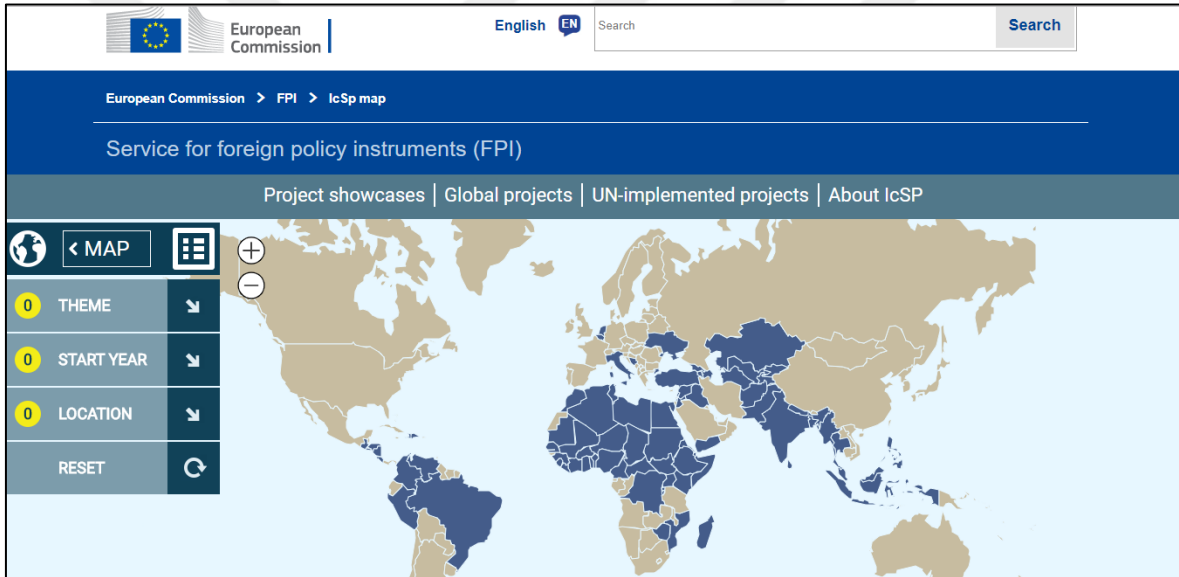 European
Commission
English EN Search Search
European Commission > FPI > IcSp map
Service for foreign policy instruments (FPI)
Project showcases | Global projects | UN-implemented projects | About IcSP
< MAP
0 THEME
0 START YEAR
0 LOCATION
RESET